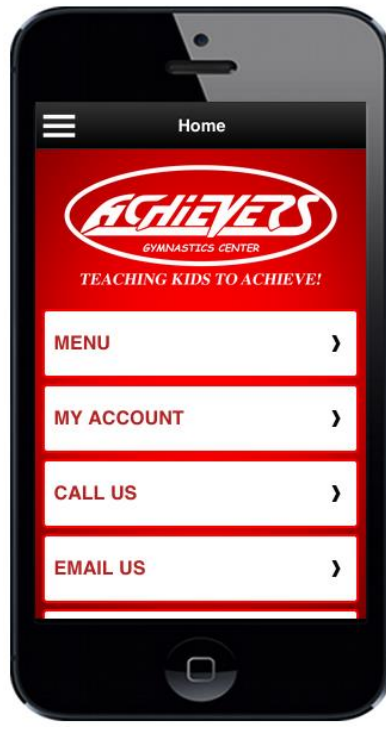 Home
ACHIEVERS
GYMNASTICS CENTER
TEACHING KIDS TO ACHIEVE!
MENU
MY ACCOUNT
CALL US
EMAIL US